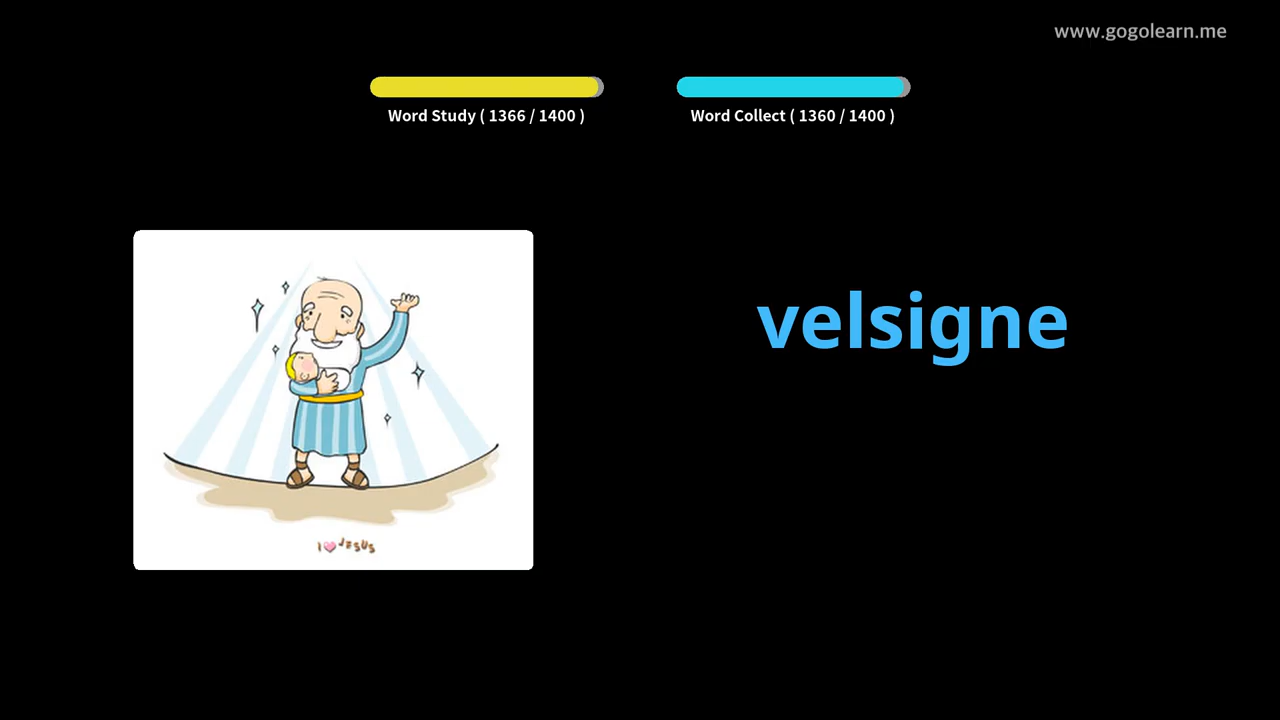 www.gogolearn.me
Word Study ( 1366 / 1400 )
Word Collect ( 1360 / 1400 )
velsigne
I ♥ JESUS